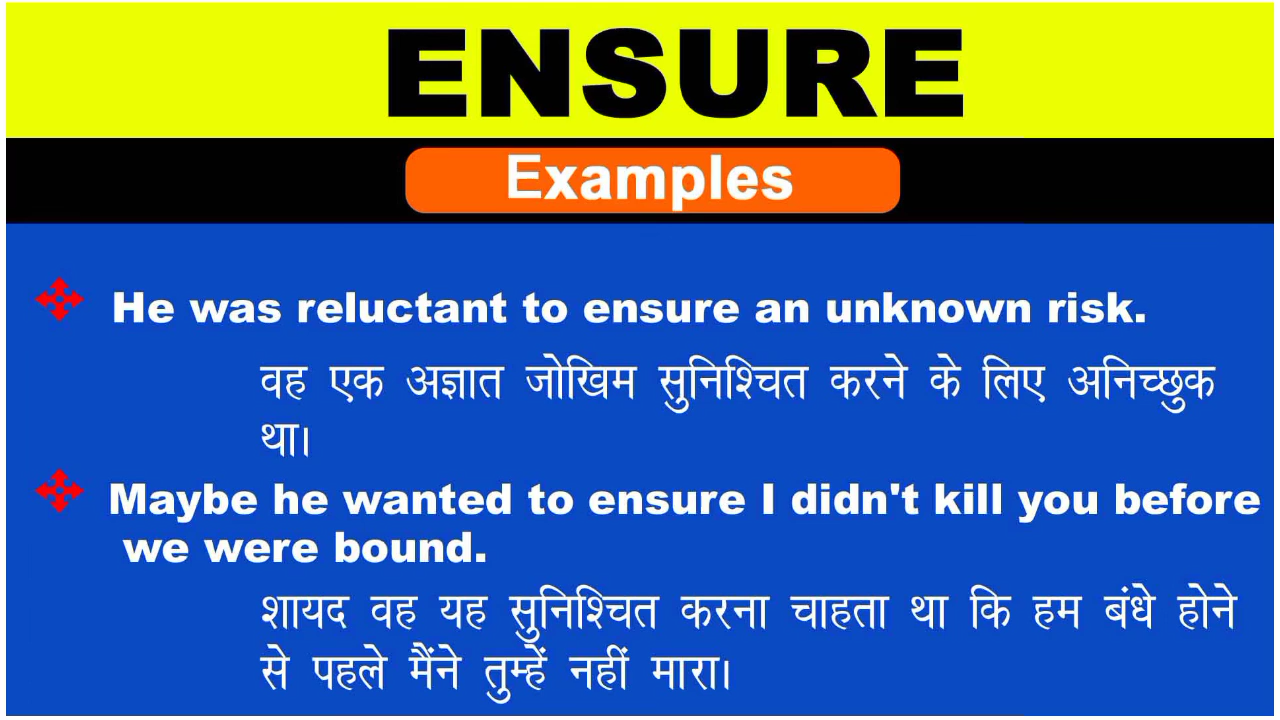 ENSURE
Examples
He was reluctant to ensure an unknown risk.
वह एक अज्ञात जोखिम सुनिश्चित करने के लिए अनिच्छुक
था।
Maybe he wanted to ensure I didn't kill you before
we were bound.
शायद वह यह सुनिश्चित करना चाहता था कि हम बंधे होने
से पहले मैंने तुम्हें नहीं मारा।